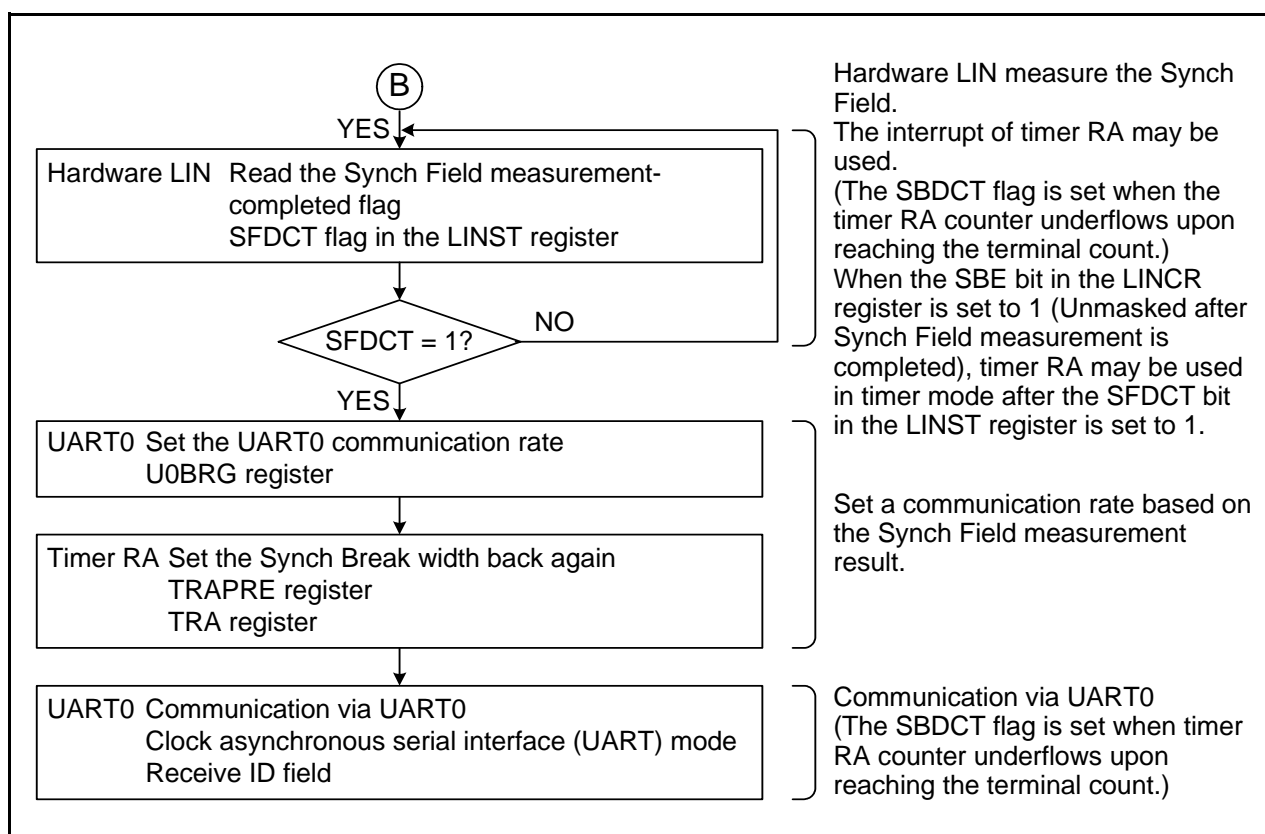 B
YES
Hardware LIN Read the Synch Field measurement-
completed flag
SFDCT flag in the LINST register
SFDCT = 1?
NO
YES
UART0 Set the UART0 communication rate
U0BRG register
Timer RA Set the Synch Break width back again
TRAPRE register
TRA register
UART0 Communication via UART0
Clock asynchronous serial interface (UART) mode
Receive ID field
Hardware LIN measure the Synch
Field.
The interrupt of timer RA may be
used.
(The SBDCT flag is set when the
timer RA counter underflows upon
reaching the terminal count.)
When the SBE bit in the LINCR
register is set to 1 (Unmasked after
Synch Field measurement is
completed), timer RA may be used
in timer mode after the SFDCT bit
in the LINST register is set to 1.
Set a communication rate based on
the Synch Field measurement
result.
Communication via UART0
(The SBDCT flag is set when timer
RA counter underflows upon
reaching the terminal count.)